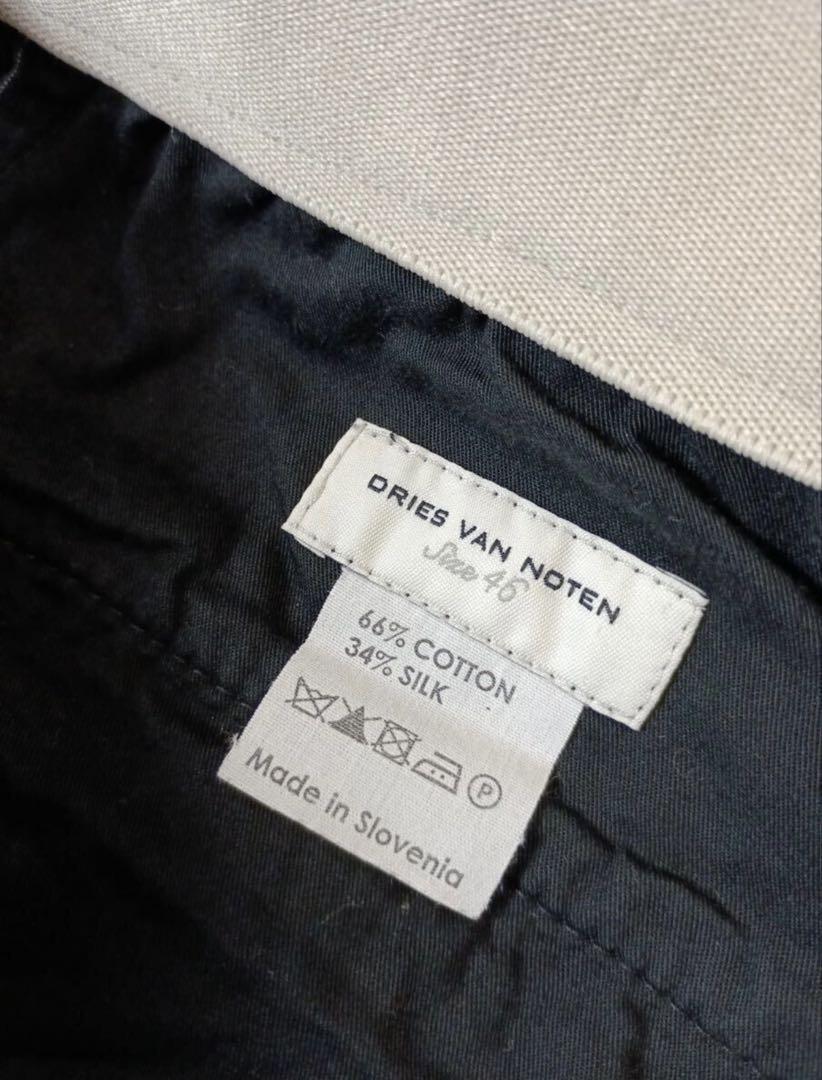 DRIES VAN NOTEN
Size 46
66% COTTON
34% SILK
P
Made in Slovenia